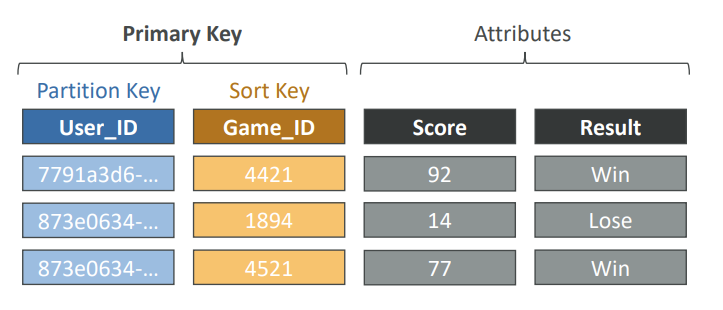 Primary Key Attributes
Partition Key Sort Key
User_ID Game_ID Score Result
7791a3d6-... 4421 92 Win
873e0634-... 1894 14 Lose
873e0634-... 4521 77 Win